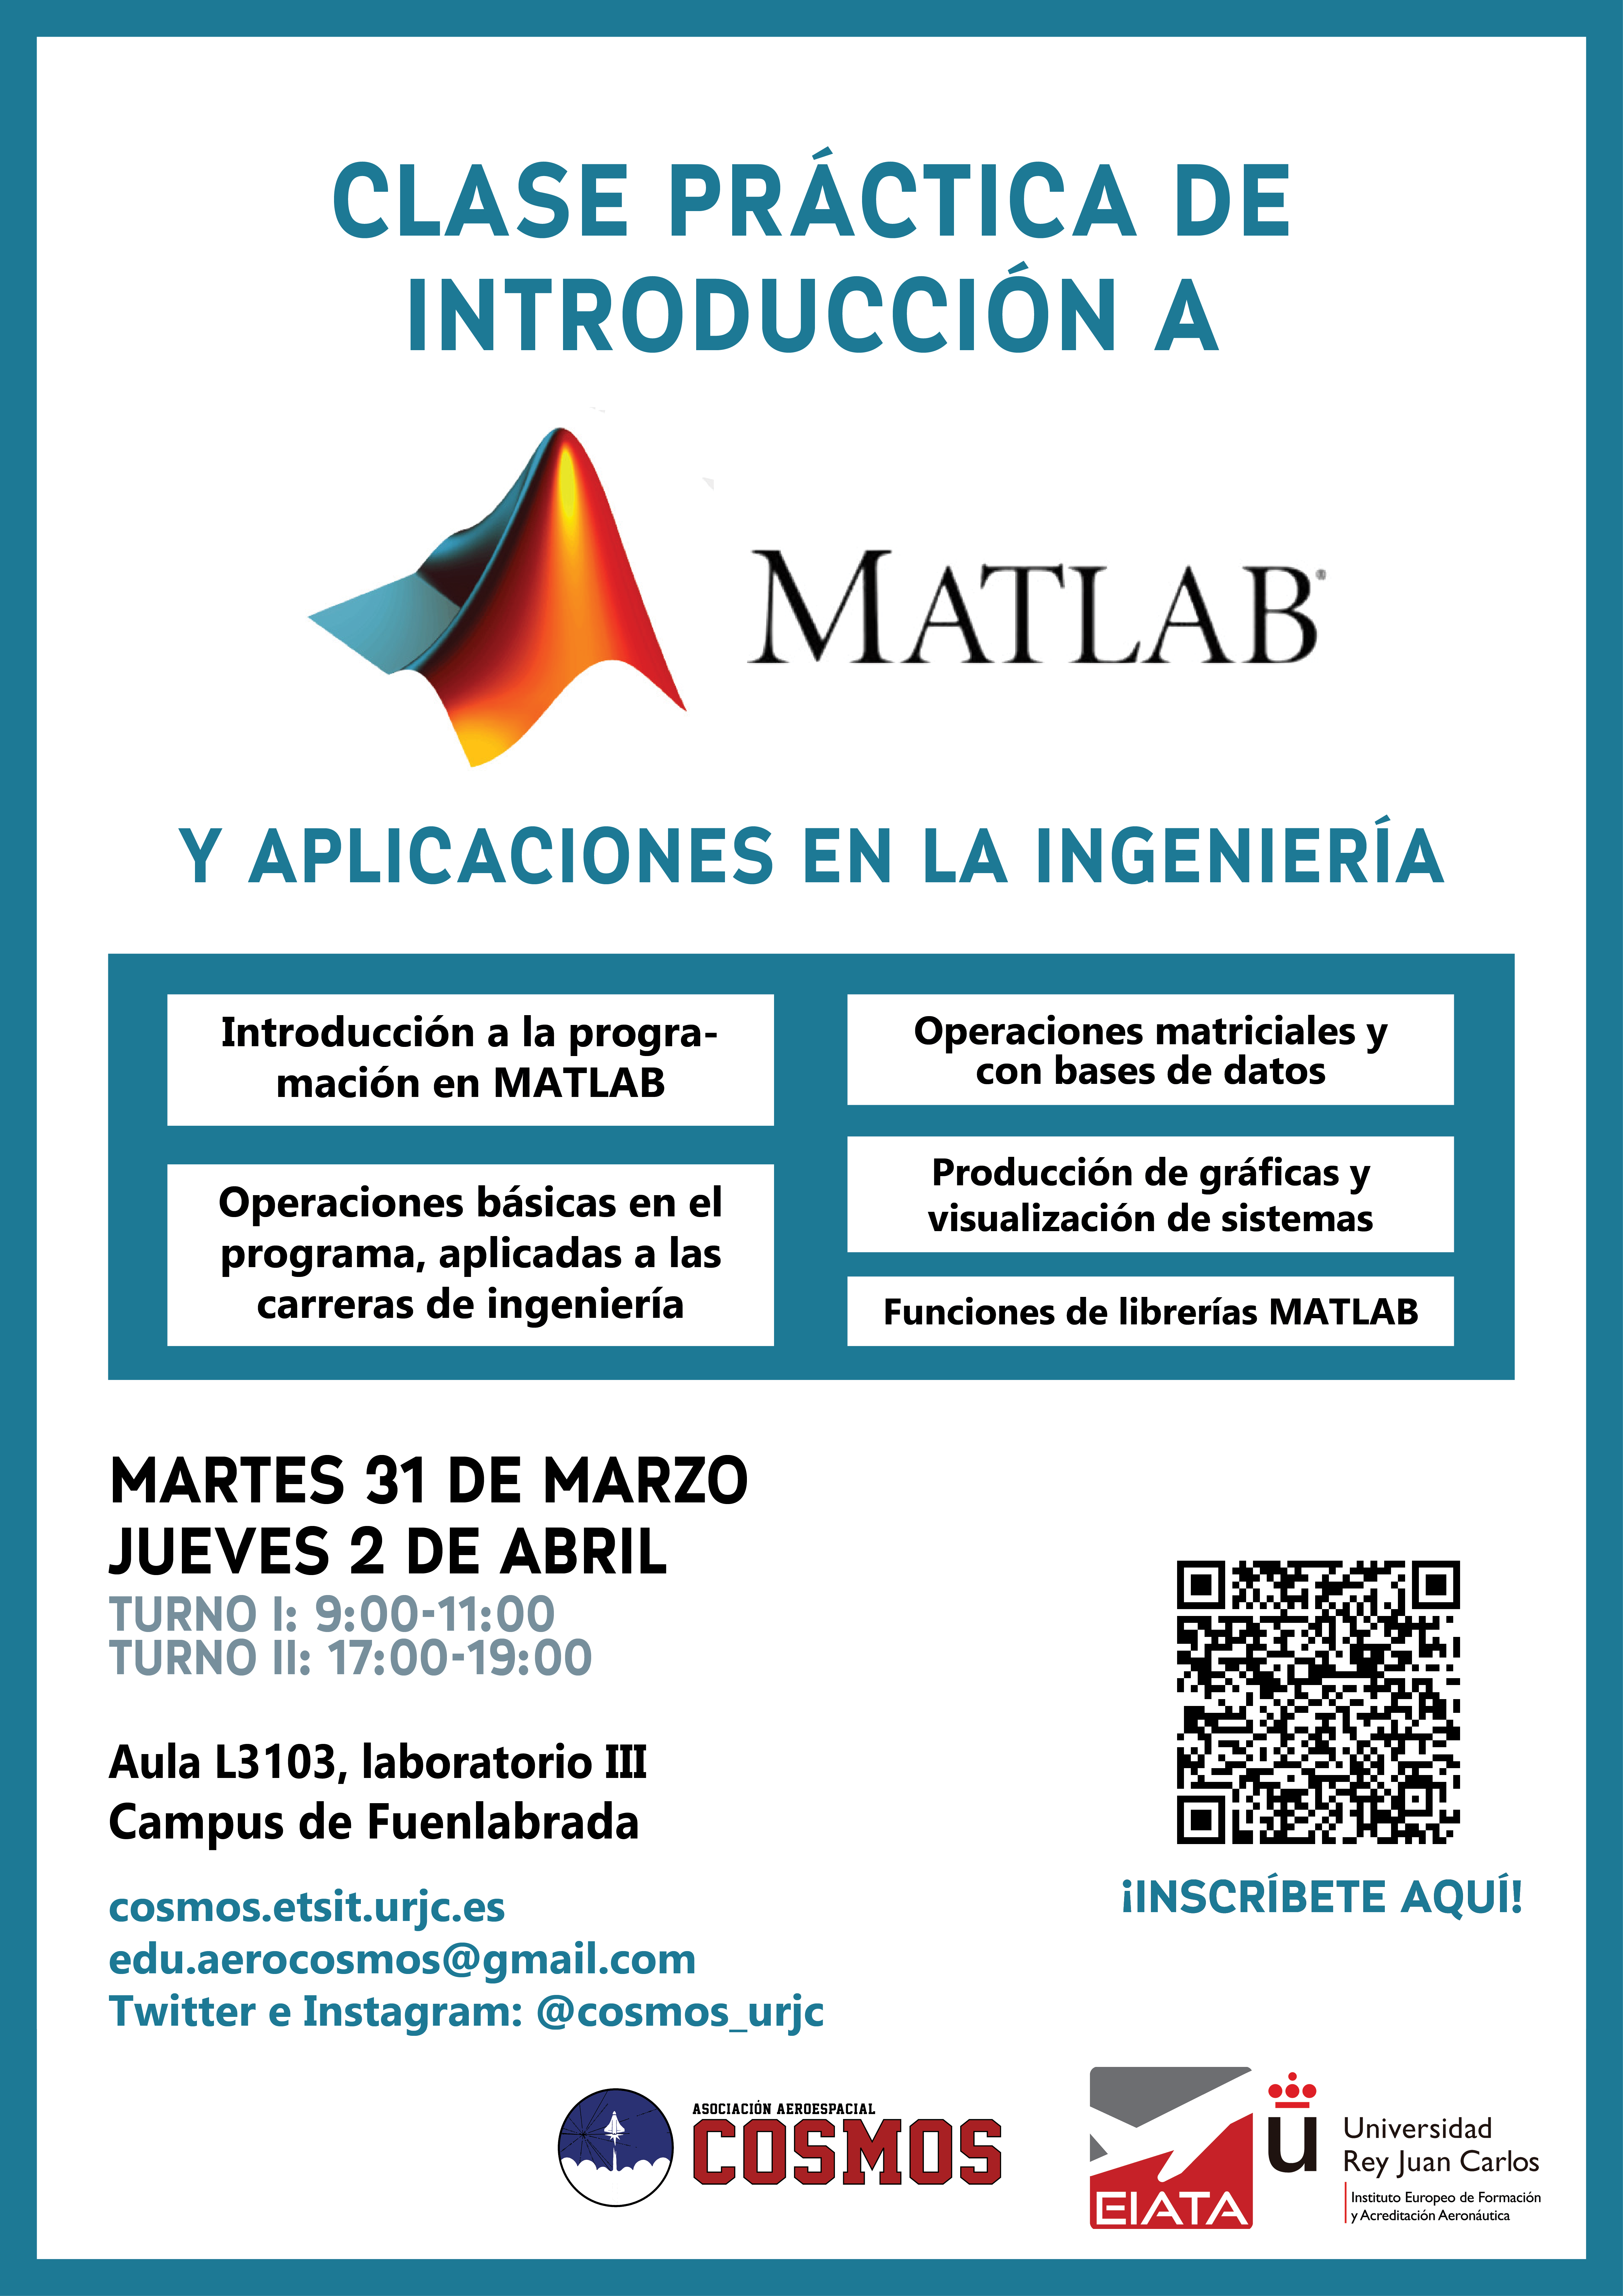 CLASE PRÁCTICA DE
INTRODUCCIÓN A
MATLAB®
Y APLICACIONES EN LA INGENIERÍA
Introducción a la progra-
mación en MATLAB
Operaciones básicas en el
programa, aplicadas a las
carreras de ingeniería
Operaciones matriciales y
con bases de datos
Producción de gráficas y
visualización de sistemas
Funciones de librerías MATLAB
MARTES 31 DE MARZO
JUEVES 2 DE ABRIL
TURNO I: 9:00-11:00
TURNO II: 17:00-19:00
Aula L3103, laboratorio III
Campus de Fuenlabrada
cosmos.etsit.urjc.es
edu.aerocosmos@gmail.com
Twitter e Instagram: @cosmos_urjc
¡INSCRÍBETE AQUÍ!
ASOCIACIÓN AEROESPACIAL
COSMOS
EIATA
u
Universidad
Rey Juan Carlos
Instituto Europeo de Formación
y Acreditación Aeronáutica